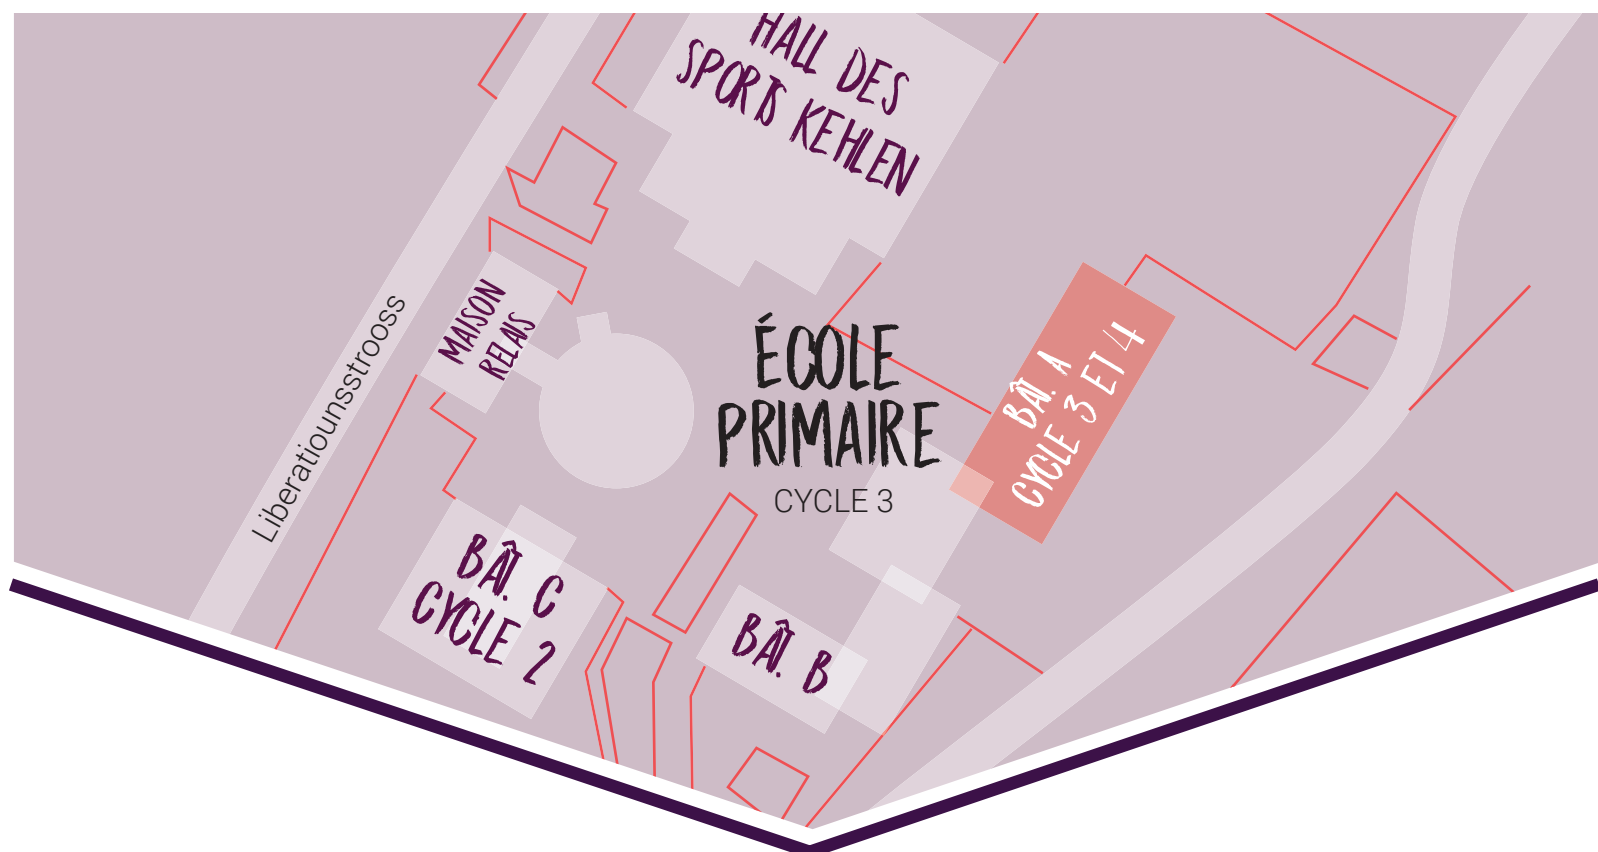 HALL DES
SPORTS KEHLEN
MAISON
RELAIS
Liberatiounsstrooss
ÉCOLE
PRIMAIRE
CYCLE 3
BÂT. A
CYCLE 3 ET 4
BÂT. C
CYCLE 2
BÂT. B